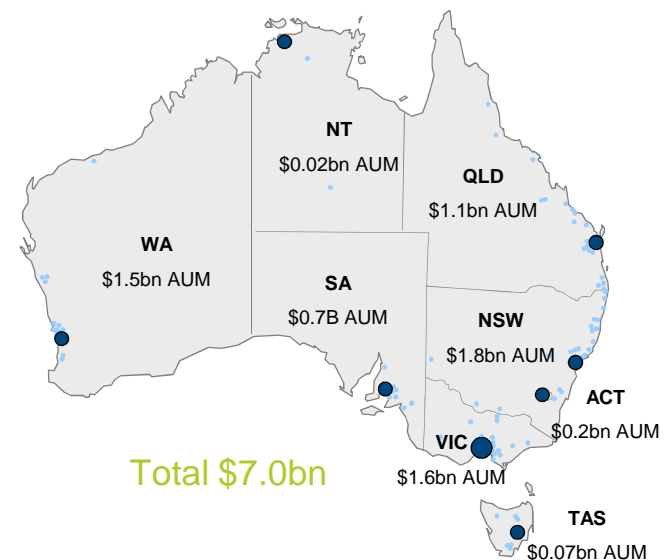 NT
$0.02bn AUM
QLD
$1.1bn AUM
WA
$1.5bn AUM
SA
$0.7B AUM
NSW
$1.8bn AUM
ACT
$0.2bn AUM
VIC
$1.6bn AUM
Total $7.0bn
TAS
$0.07bn AUM